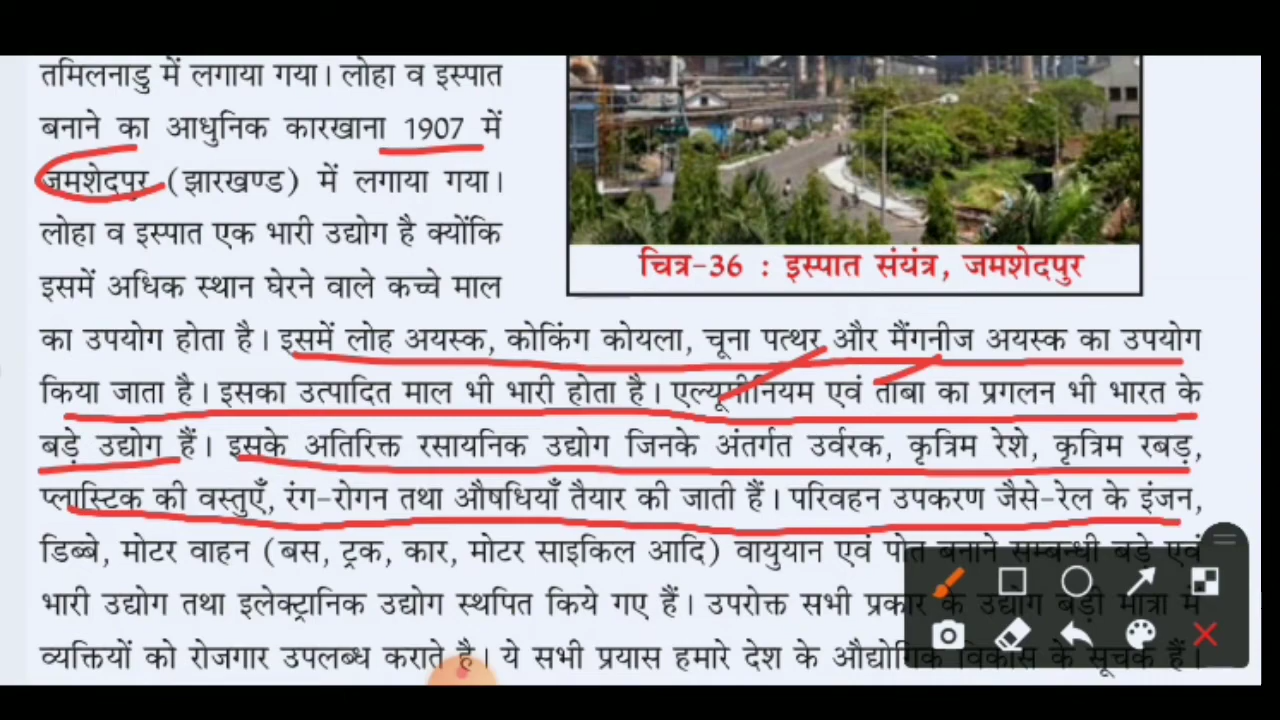 तमिलनाडु में लगाया गया। लोहा व इस्पात
बनाने का आधुनिक कारखाना 1907 में
जमशेदपुर (झारखण्ड) में लगाया गया।
लोहा व इस्पात एक भारी उद्योग है क्योंकि
इसमें अधिक स्थान घेरने वाले कच्चे माल
चित्र-36 : इस्पात संयंत्र, जमशेदपुर
का उपयोग होता है। इसमें लोह अयस्क, कोकिंग कोयला, चूना पत्थर और मैंगनीज अयस्क का उपयोग
किया जाता है। इसका उत्पादित माल भी भारी होता है। एल्यूमीनियम एवं तांबा का प्रगलन भी भारत के
बड़े उद्योग हैं। इसके अतिरिक्त रसायनिक उद्योग जिनके अंतर्गत उर्वरक, कृत्रिम रेशे, कृत्रिम रबड़,
प्लास्टिक की वस्तुएँ, रंग-रोगन तथा औषधियाँ तैयार की जाती हैं। परिवहन उपकरण जैसे-रेल के इंजन,
डिब्बे, मोटर वाहन (बस, ट्रक, कार, मोटर साइकिल आदि) वायुयान एवं पोत बनाने सम्बन्धी बड़े एवं
भारी उद्योग तथा इलेक्ट्रानिक उद्योग स्थपित किये गए हैं। उपरोक्त सभी प्रकार के उद्योग बड़ी मात्रा में
व्यक्तियों को रोजगार उपलब्ध कराते है। ये सभी प्रयास हमारे देश के औद्योगिक विकास के सूचक हैं।